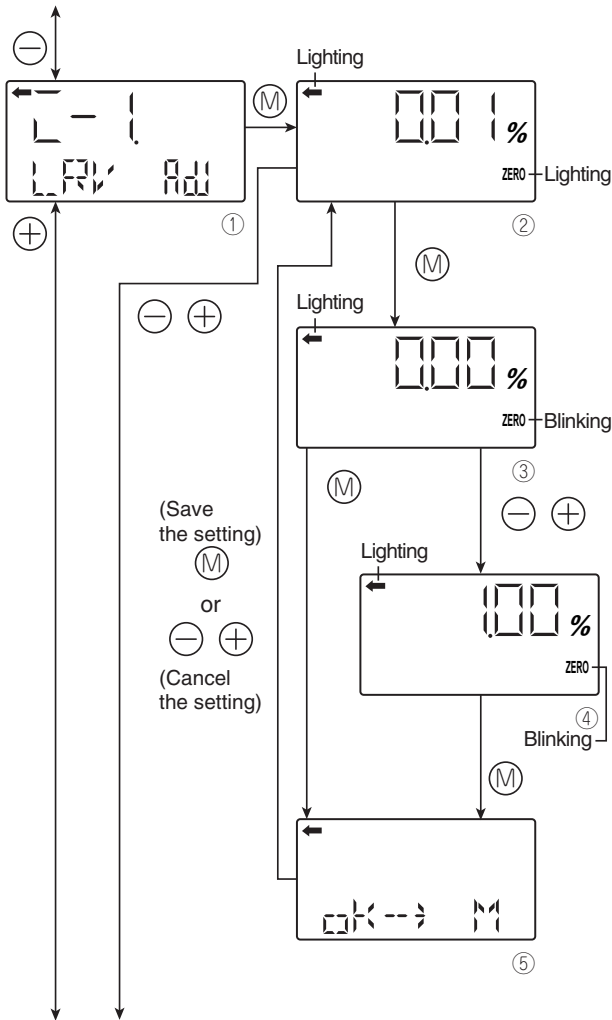 Lighting
⊖
Ⓜ
⊕
C-1.
LRV AdJ
①
0.01 %
ZERO
Lighting
②
⊖ ⊕
Ⓜ
Lighting
0.00 %
ZERO
Blinking
③
Ⓜ
⊖ ⊕
(Save
the setting)
Ⓜ
or
⊖ ⊕
(Cancel
the setting)
Lighting
1.00 %
ZERO
④
Blinking
Ⓜ
oK--> M
⑤